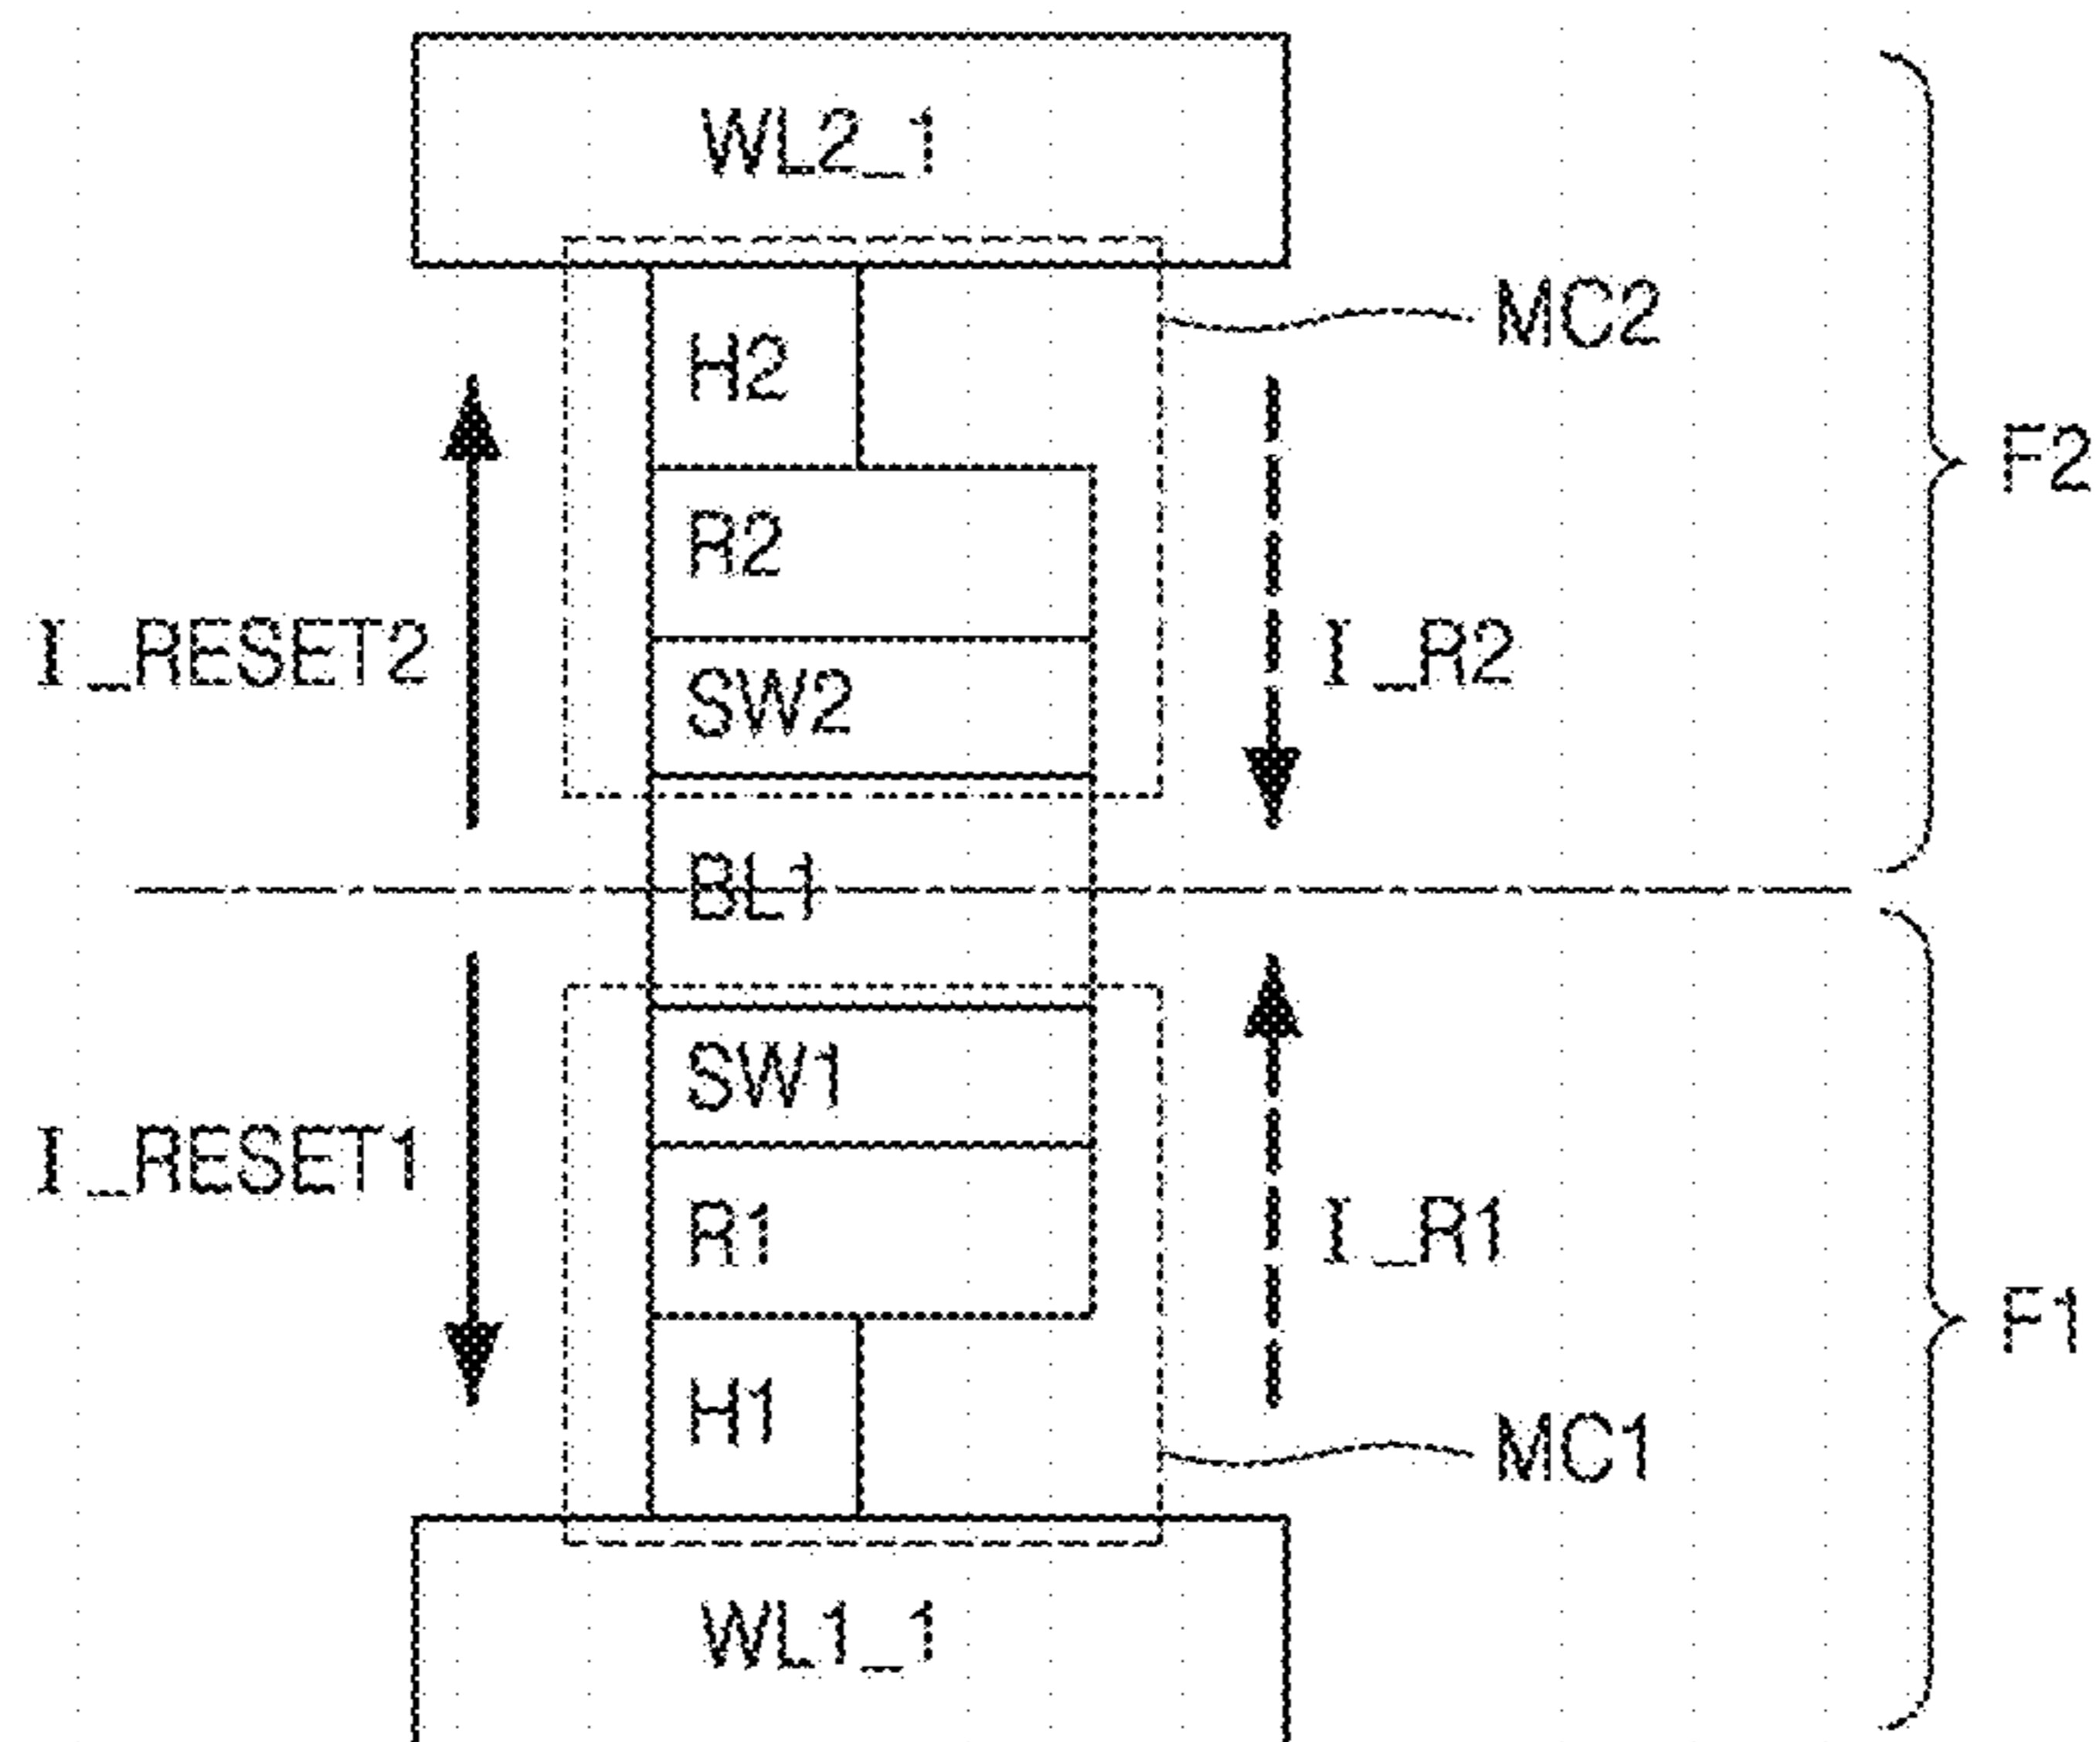 WL2_1
MC2
H2
F2
R2
I_RESET2
I_R2
SW2
BL1
SW1
I_RESET1
R1
I_R1
F1
H1
MC1
WL1_1